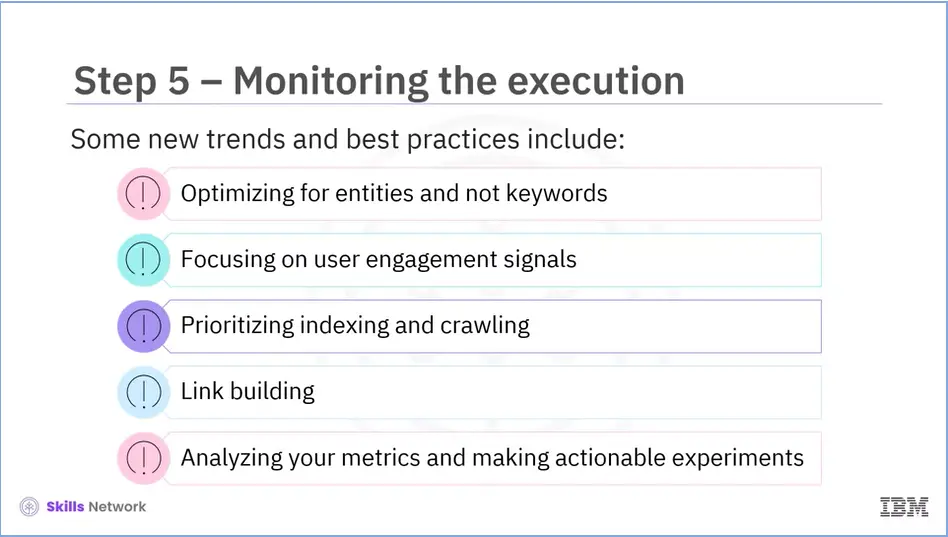 Step 5 – Monitoring the execution
Some new trends and best practices include:
Optimizing for entities and not keywords
Focusing on user engagement signals
Prioritizing indexing and crawling
Link building
Analyzing your metrics and making actionable experiments
Skills Network
IBM